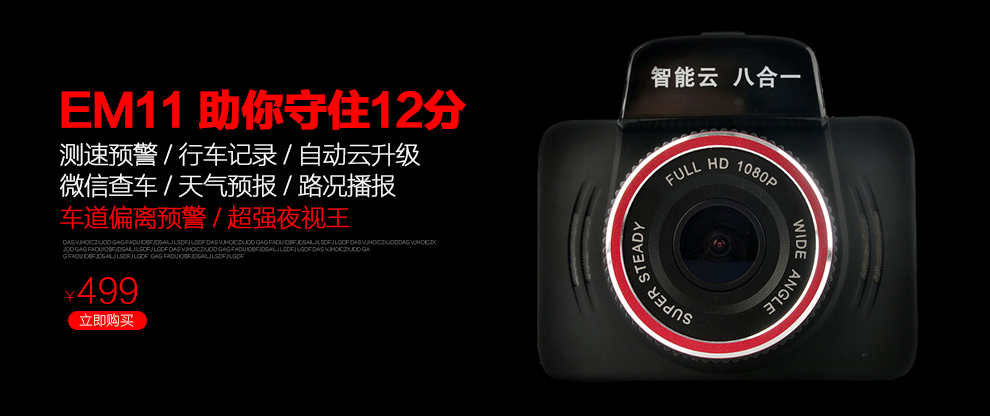 EM11 助你守住12分
测速预警 / 行车记录 / 自动云升级
微信查车 / 天气预报 / 路况播报
车道偏离预警 / 超强夜视王
¥499
立即购买
智能云 八合一
FULL HD 1080P
WIDE ANGLE
SUPER STEADY